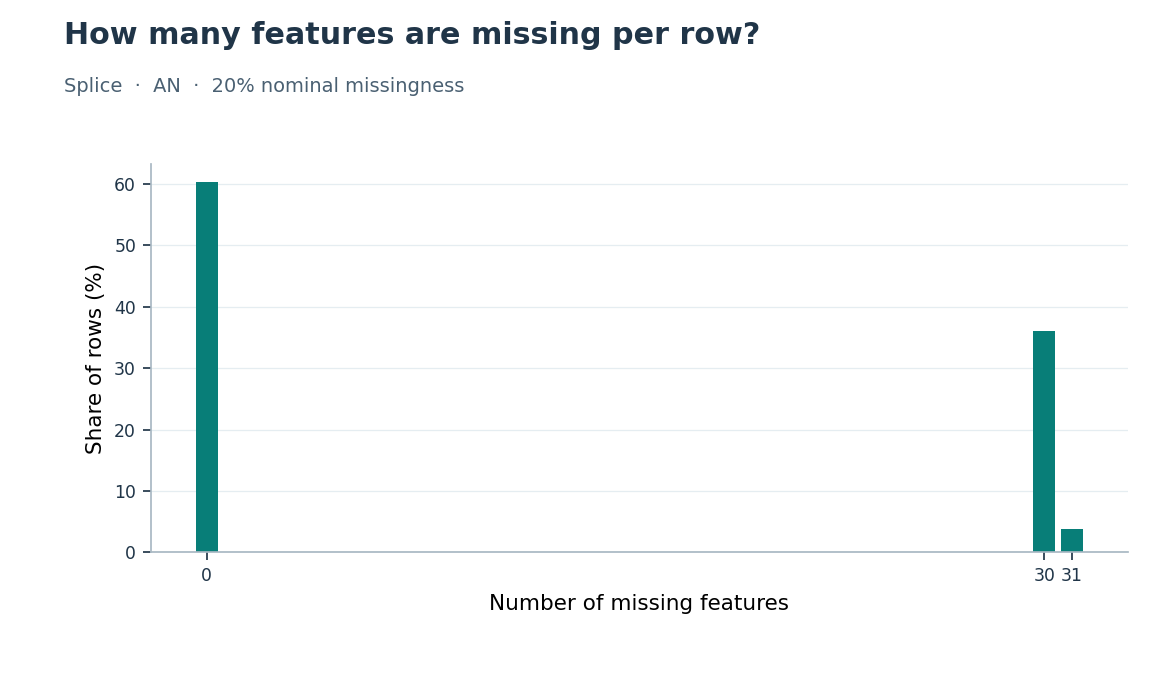 How many features are missing per row?
Splice · AN · 20% nominal missingness
60
50
40
30
20
10
0
Share of rows (%)
0 30 31
Number of missing features